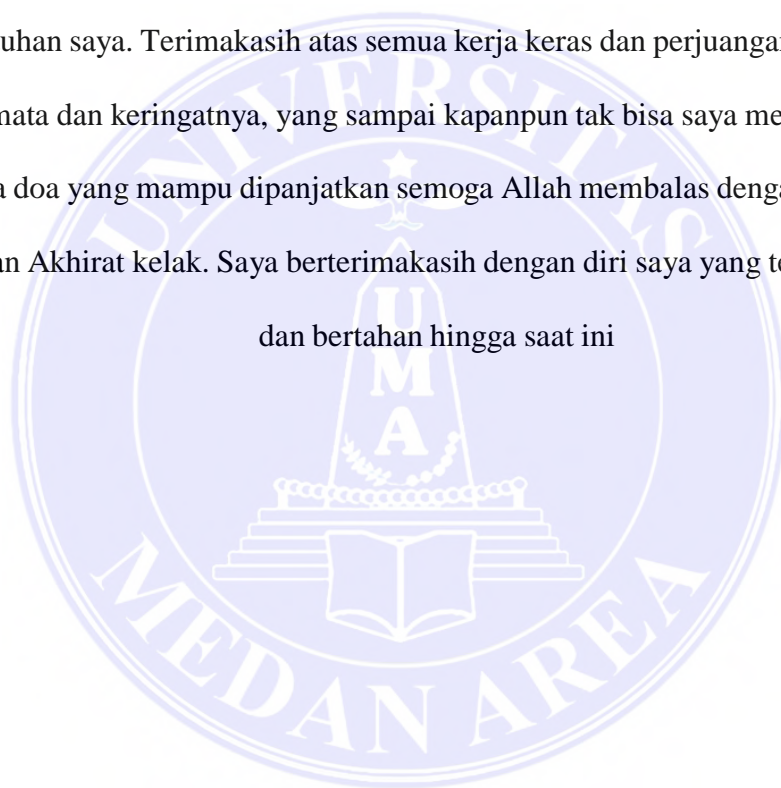 uhan saya. Terimakasih atas semua kerja keras dan perjuangan
mata dan keringatnya, yang sampai kapanpun tak bisa saya me
a doa yang mampu dipanjatkan semoga Allah membalas denga
an Akhirat kelak. Saya berterimakasih dengan diri saya yang te
dan bertahan hingga saat ini
UNIVERSITAS
UMA
MEDAN AREA